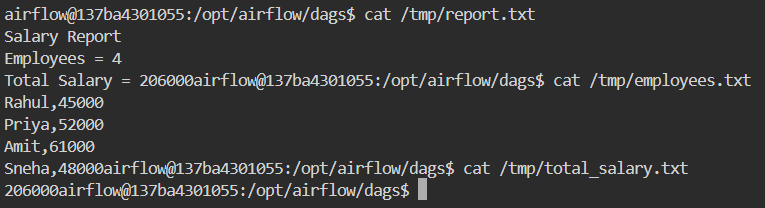 airflow@137ba4301055:/opt/airflow/dags$ cat /tmp/report.txt
Salary Report
Employees = 4
Total Salary = 206000airflow@137ba4301055:/opt/airflow/dags$ cat /tmp/employees.txt
Rahul,45000
Priya,52000
Amit,61000
Sneha,48000airflow@137ba4301055:/opt/airflow/dags$ cat /tmp/total_salary.txt
206000airflow@137ba4301055:/opt/airflow/dags$